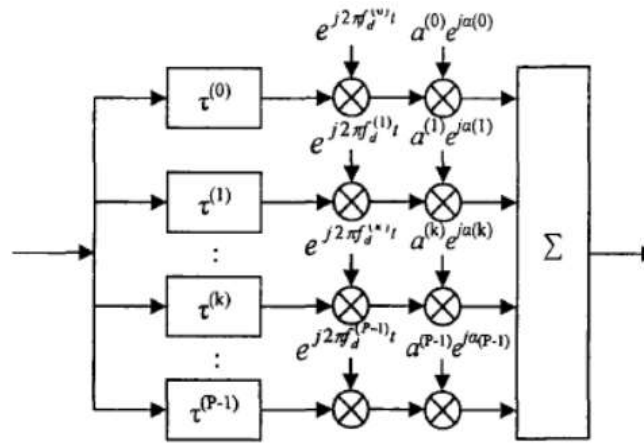 e^{j2πf_d^{(0)}t} a^{(0)}e^{jα(0)}
τ^{(0)}
e^{j2πf_d^{(1)}t} a^{(1)}e^{jα(1)}
τ^{(1)}
⋮
e^{j2πf_d^{(κ)}t} a^{(k)}e^{jα(k)}
Σ
τ^{(k)}
⋮
e^{j2πf_d^{(P-1)}t} a^{(P-1)}e^{jα(P-1)}
τ^{(P-1)}